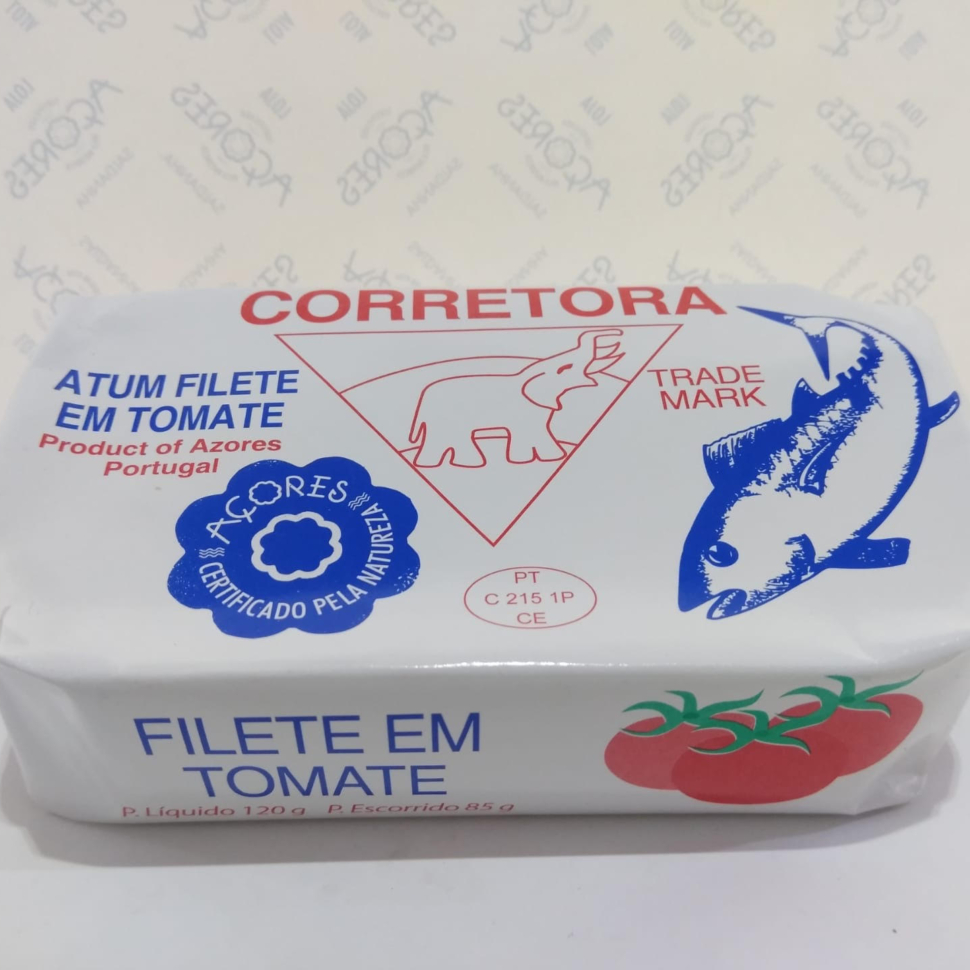 CORRETORA
ATUM FILETE
EM TOMATE
Product of Azores
Portugal
TRADE
MARK
AÇORES
CERTIFICADO PELA NATUREZA
PT
C 215 1P
CE
FILETE EM
TOMATE
P. Líquido 120 g P. Escorrido 85 g